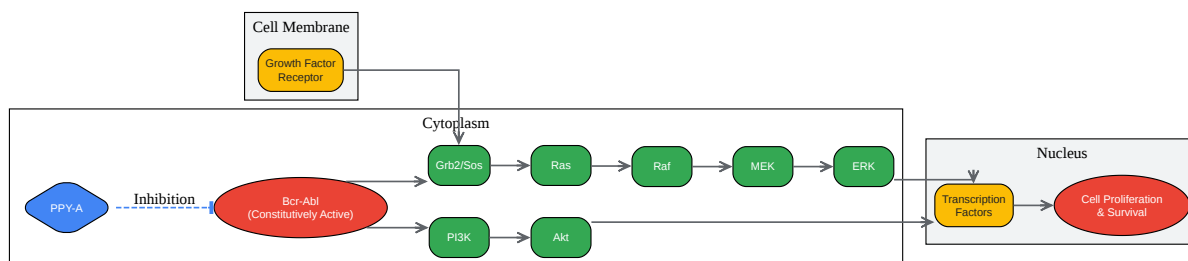 Cell Membrane
Growth Factor
Receptor
Cytoplasm
Grb2/Sos
Ras
Raf
MEK
ERK
Nucleus
PPY-A
Inhibition
Bcr-Abl
(Constitutively Active)
Transcription
Factors
Cell Proliferation
& Survival
PI3K
Akt